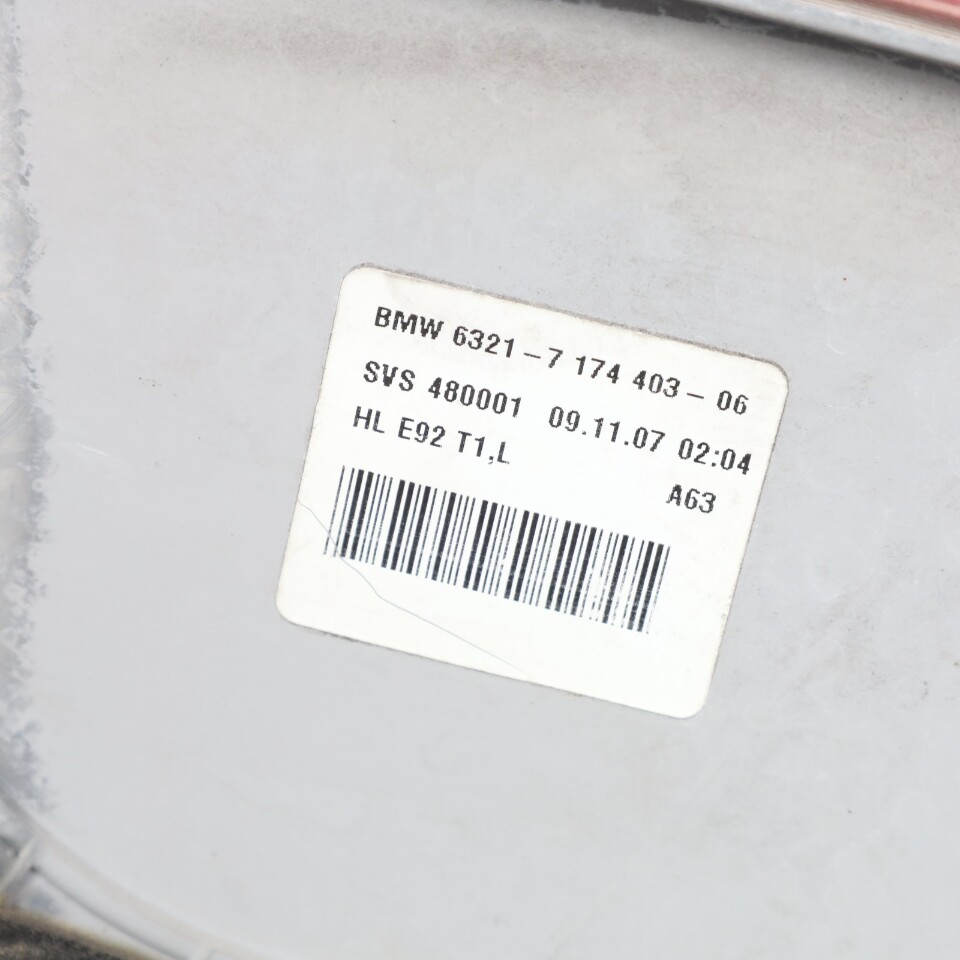 BMW 6321-7 174 403- 06
SVS 480001 09.11.07 02:04
HL E92 T1,L
A63